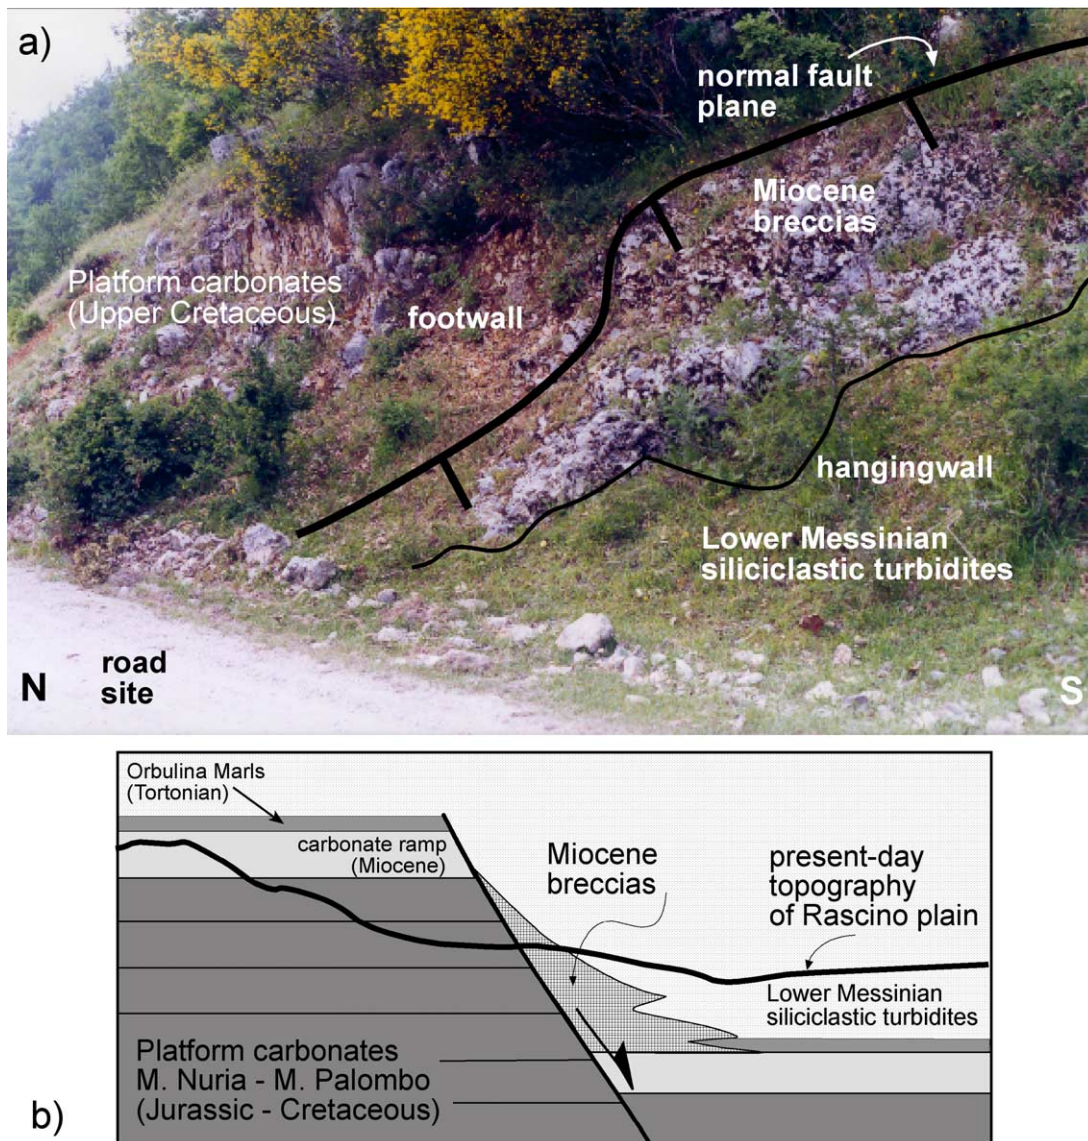 a)
normal fault
plane
Miocene
breccias
Platform carbonates
(Upper Cretaceous)
footwall
hangingwall
Lower Messinian
siliciclastic turbidites
road
site
N
S
Orbulina Marls
(Tortonian)
carbonate ramp
(Miocene)
Miocene
breccias
present-day
topography
of Rascino plain
Lower Messinian
siliciclastic turbidites
Platform carbonates
M. Nuria - M. Palombo
(Jurassic - Cretaceous)
b)